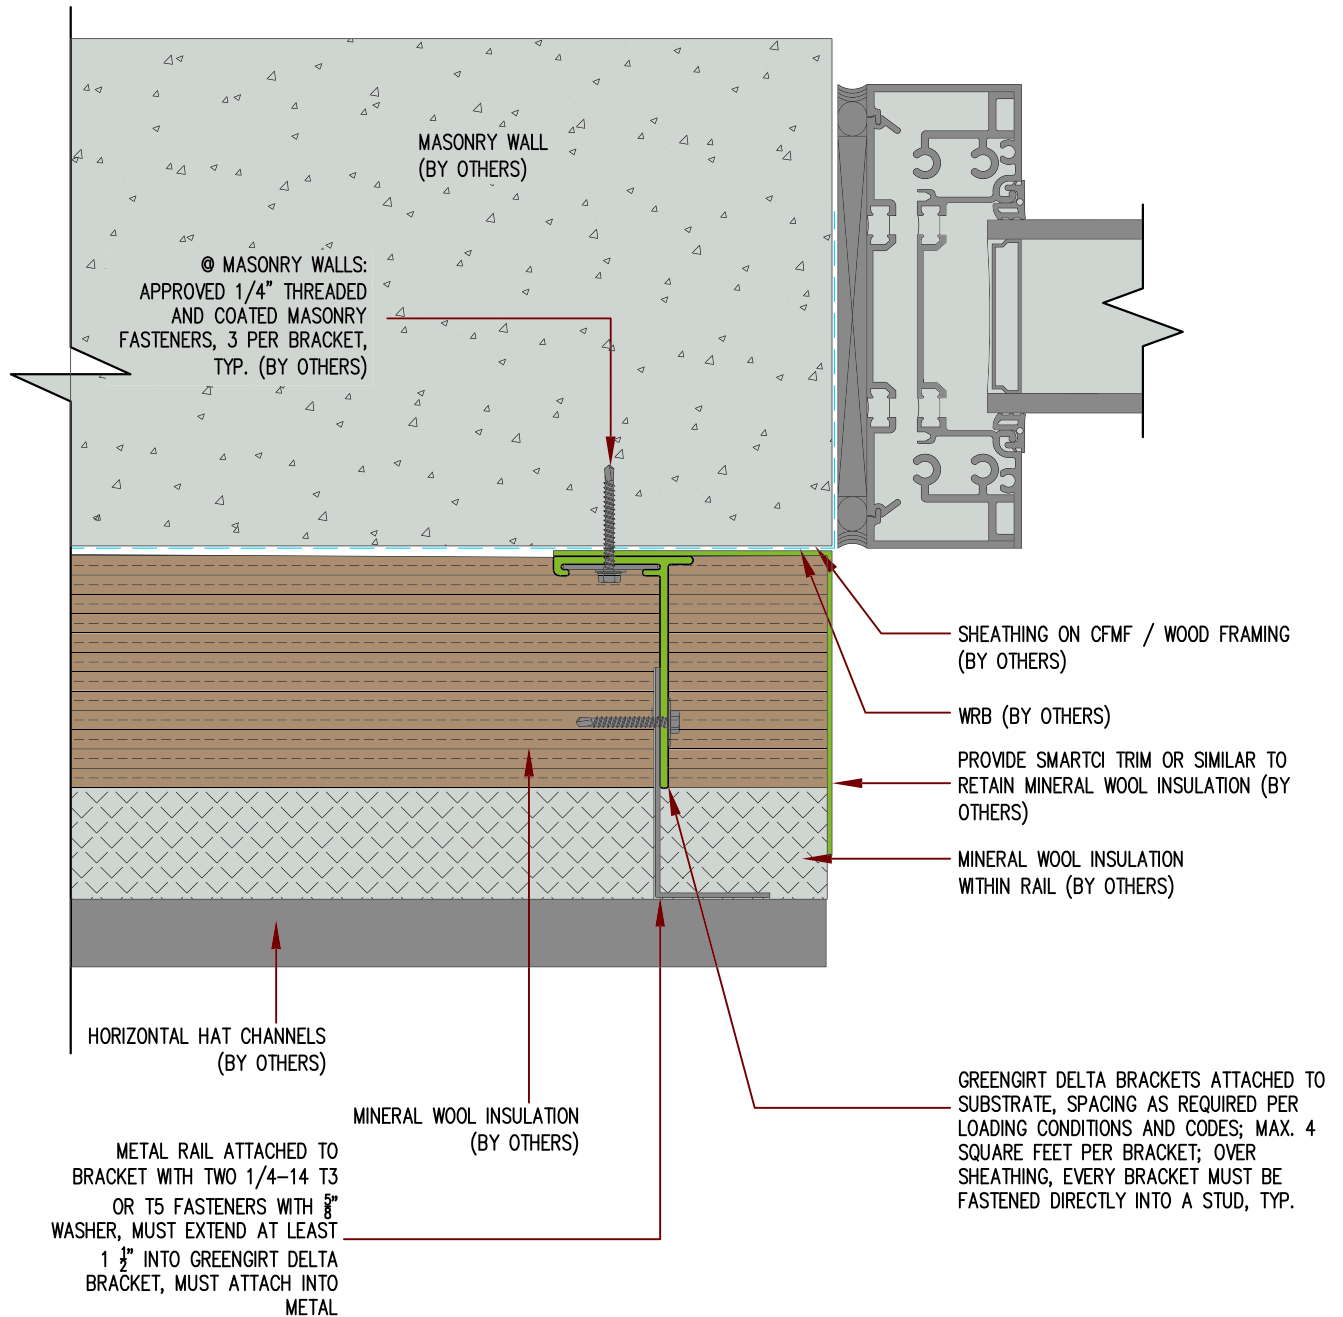 MASONRY WALL
(BY OTHERS)
@ MASONRY WALLS:
APPROVED 1/4" THREADED
AND COATED MASONRY
FASTENERS, 3 PER BRACKET,
TYP. (BY OTHERS)
SHEATHING ON CFMF / WOOD FRAMING
(BY OTHERS)
WRB (BY OTHERS)
PROVIDE SMARTCI TRIM OR SIMILAR TO
RETAIN MINERAL WOOL INSULATION (BY
OTHERS)
MINERAL WOOL INSULATION
WITHIN RAIL (BY OTHERS)
HORIZONTAL HAT CHANNELS
(BY OTHERS)
MINERAL WOOL INSULATION
(BY OTHERS)
METAL RAIL ATTACHED TO
BRACKET WITH TWO 1/4-14 T3
OR T5 FASTENERS WITH 5/8"
WASHER, MUST EXTEND AT LEAST
1 1/2" INTO GREENGIRT DELTA
BRACKET, MUST ATTACH INTO
METAL
GREENGIRT DELTA BRACKETS ATTACHED TO
SUBSTRATE, SPACING AS REQUIRED PER
LOADING CONDITIONS AND CODES; MAX. 4
SQUARE FEET PER BRACKET; OVER
SHEATHING, EVERY BRACKET MUST BE
FASTENED DIRECTLY INTO A STUD, TYP.